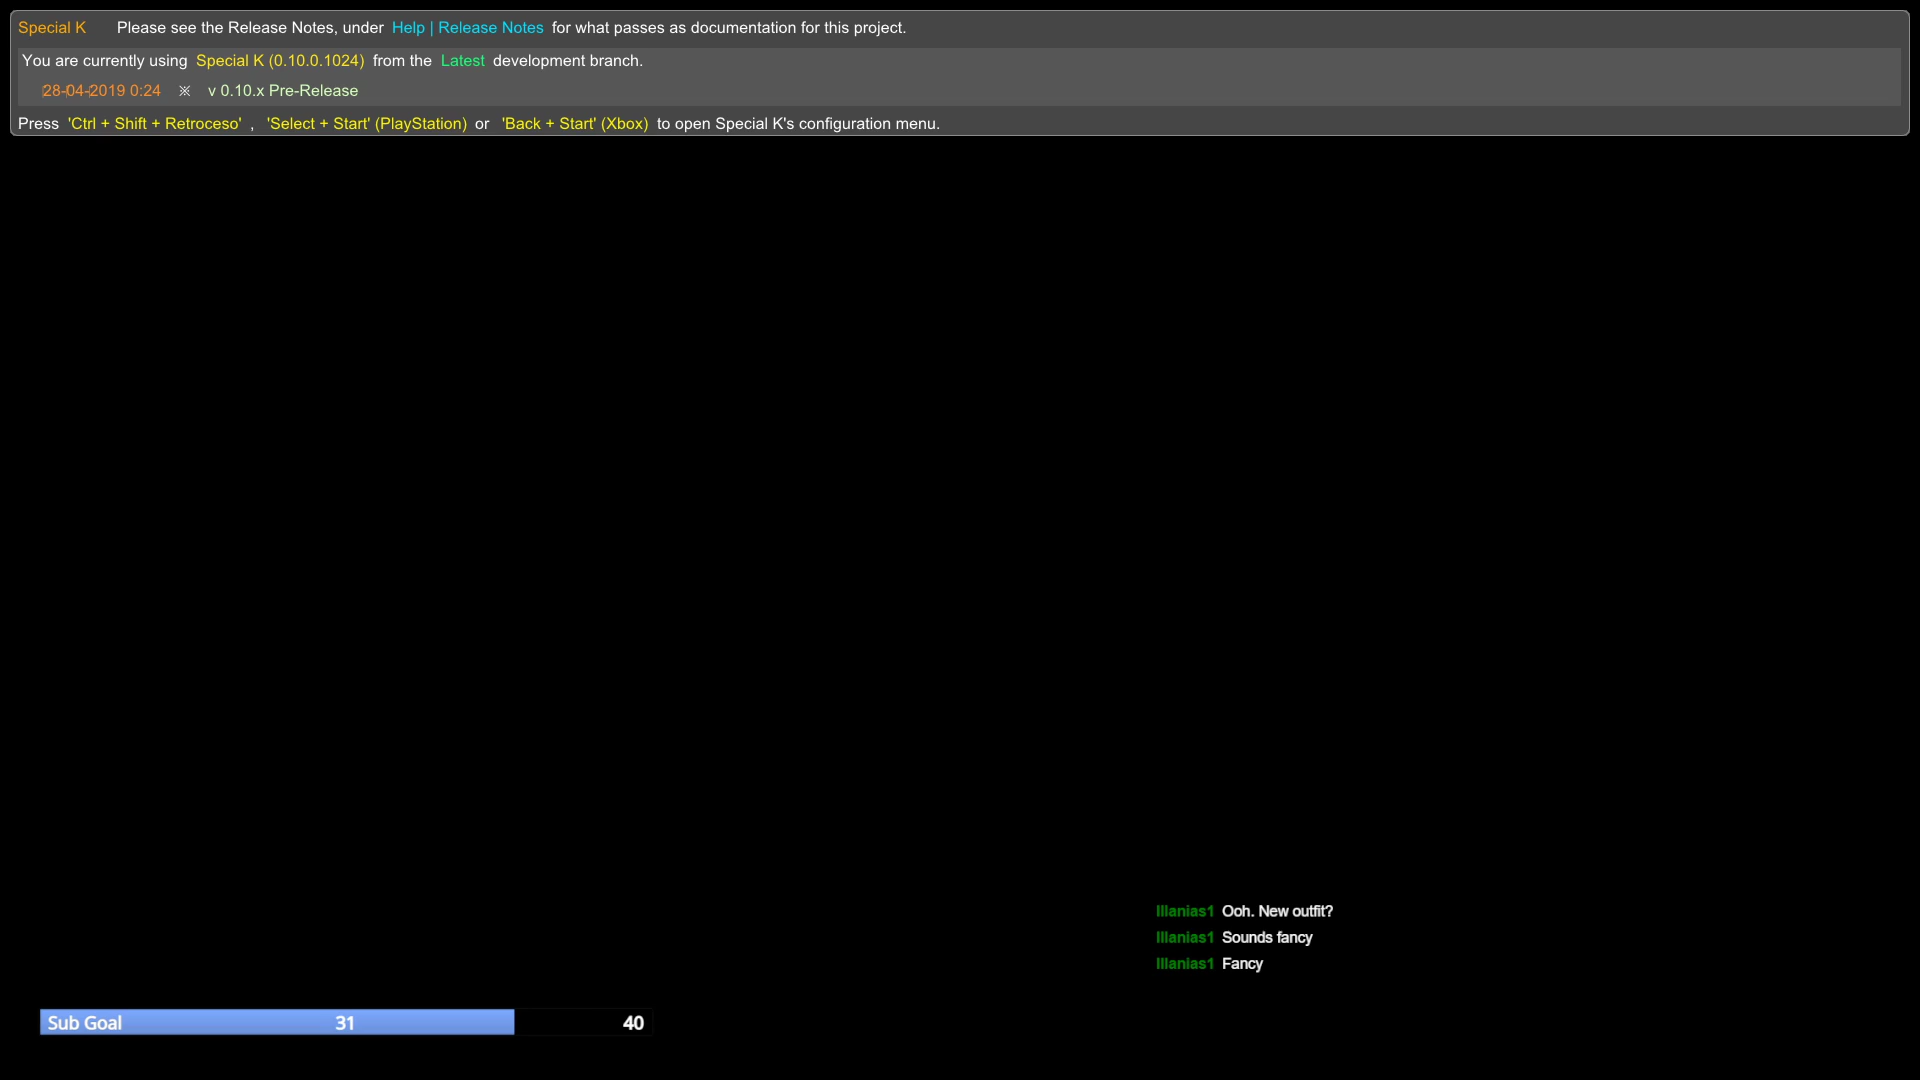 Special K Please see the Release Notes, under Help | Release Notes for what passes as documentation for this project.
You are currently using Special K (0.10.0.1024) from the Latest development branch.
28-04-2019 0:24 ※ v 0.10.x Pre-Release
Press 'Ctrl + Shift + Retroceso' , 'Select + Start' (PlayStation) or 'Back + Start' (Xbox) to open Special K's configuration menu.
Illanias1 Ooh. New outfit?
Illanias1 Sounds fancy
Illanias1 Fancy
Sub Goal 31 40